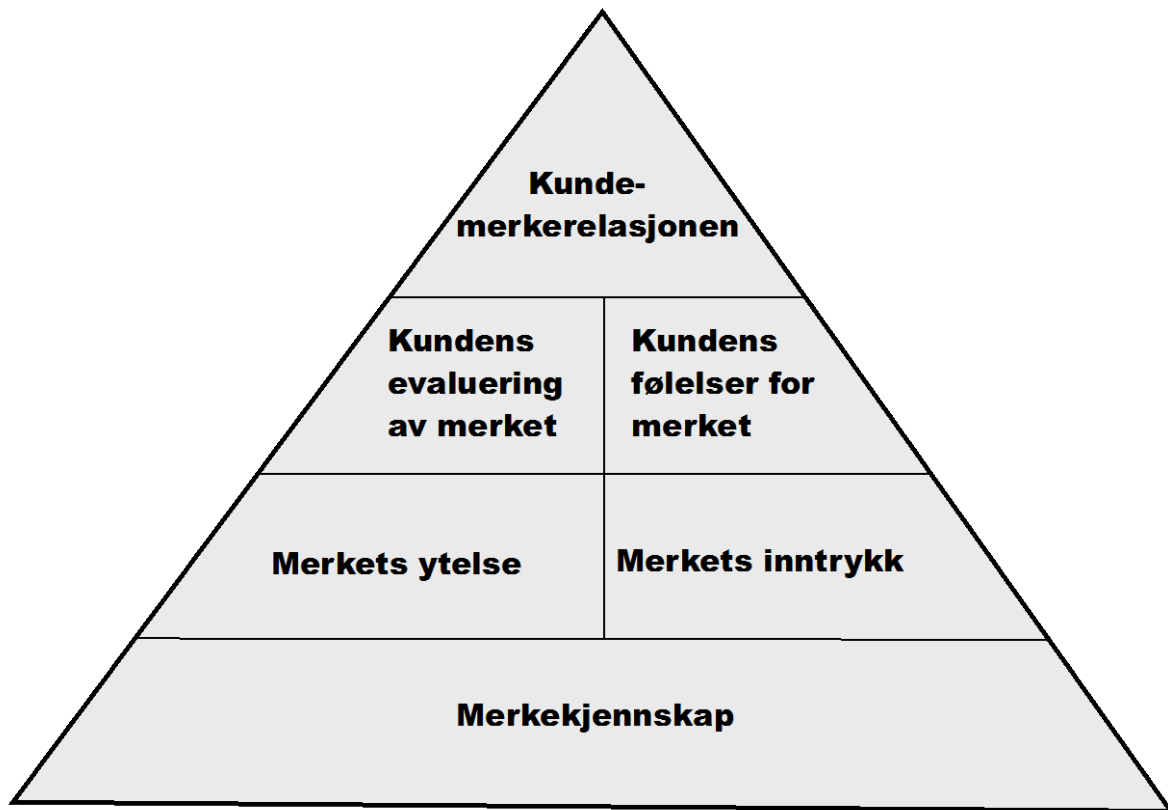 Kunde-
merkerelasjonen
Kundens
evaluering
av merket
Kundens
følelser for
merket
Merkets ytelse
Merkets inntrykk
Merkekjennskap